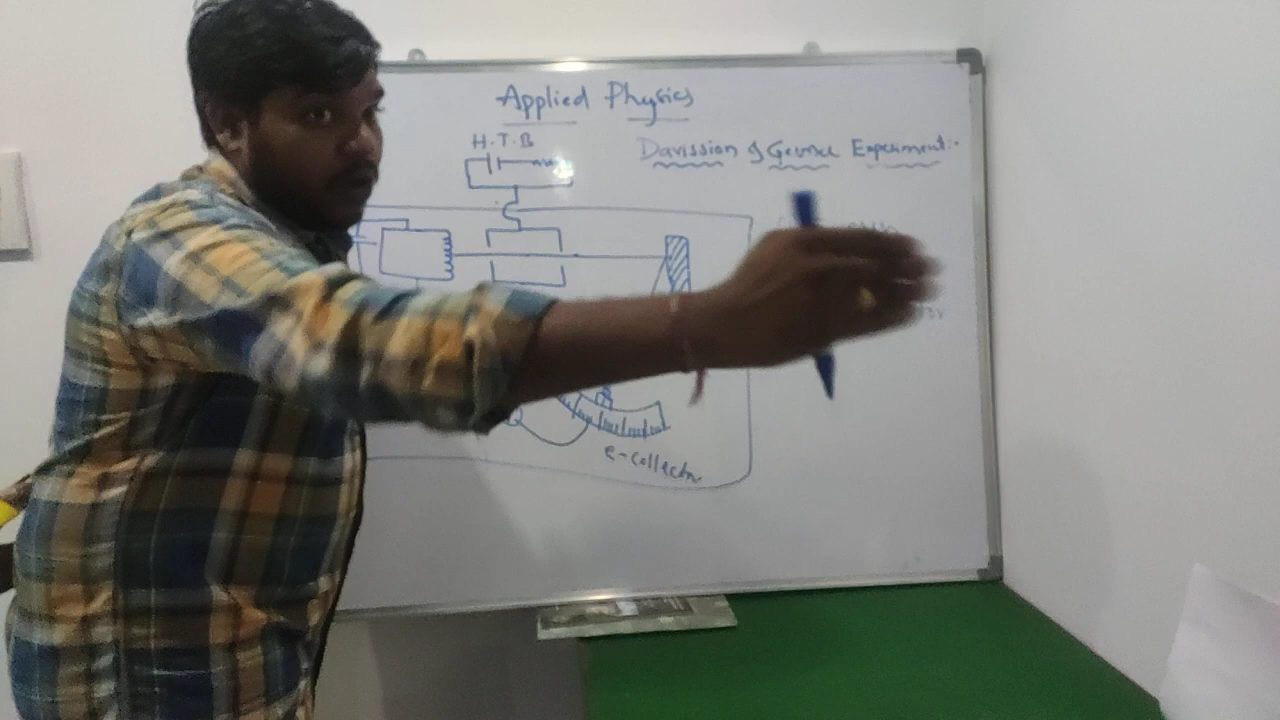 Applied Physics
H.T.B
Davission & Germer Experiment:-
e-collector